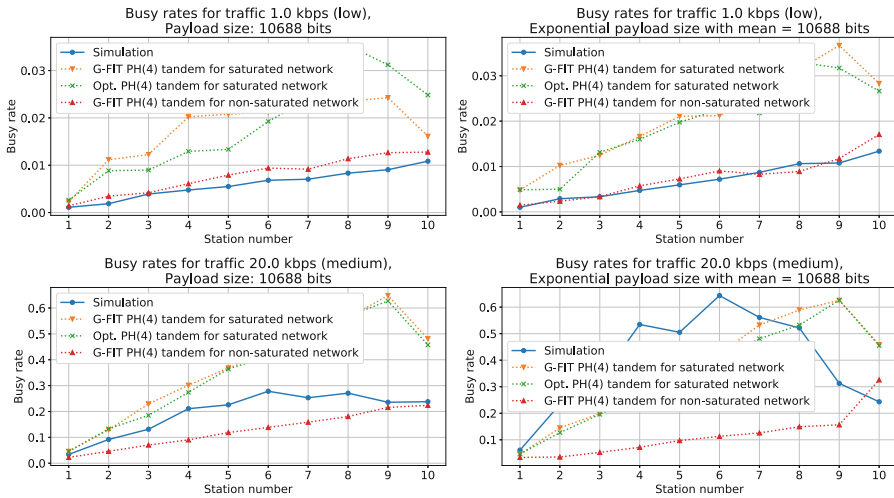 Busy rates for traffic 1.0 kbps (low),
Payload size: 10688 bits
Busy rate
0.03
0.02
0.01
0.00
Simulation
G-FIT PH(4) tandem for saturated network
Opt. PH(4) tandem for saturated network
G-FIT PH(4) tandem for non-saturated network
1 2 3 4 5 6 7 8 9 10
Station number
Busy rates for traffic 1.0 kbps (low),
Exponential payload size with mean = 10688 bits
Busy rate
0.03
0.02
0.01
0.00
Simulation
G-FIT PH(4) tandem for saturated network
Opt. PH(4) tandem for saturated network
G-FIT PH(4) tandem for non-saturated network
1 2 3 4 5 6 7 8 9 10
Station number
Busy rates for traffic 20.0 kbps (medium),
Payload size: 10688 bits
Busy rate
0.6
0.5
0.4
0.3
0.2
0.1
0.0
Simulation
G-FIT PH(4) tandem for saturated network
Opt. PH(4) tandem for saturated network
G-FIT PH(4) tandem for non-saturated network
1 2 3 4 5 6 7 8 9 10
Station number
Busy rates for traffic 20.0 kbps (medium),
Exponential payload size with mean = 10688 bits
Busy rate
0.6
0.5
0.4
0.3
0.2
0.1
Simulation
G-FIT PH(4) tandem for saturated network
Opt. PH(4) tandem for saturated network
G-FIT PH(4) tandem for non-saturated network
1 2 3 4 5 6 7 8 9 10
Station number